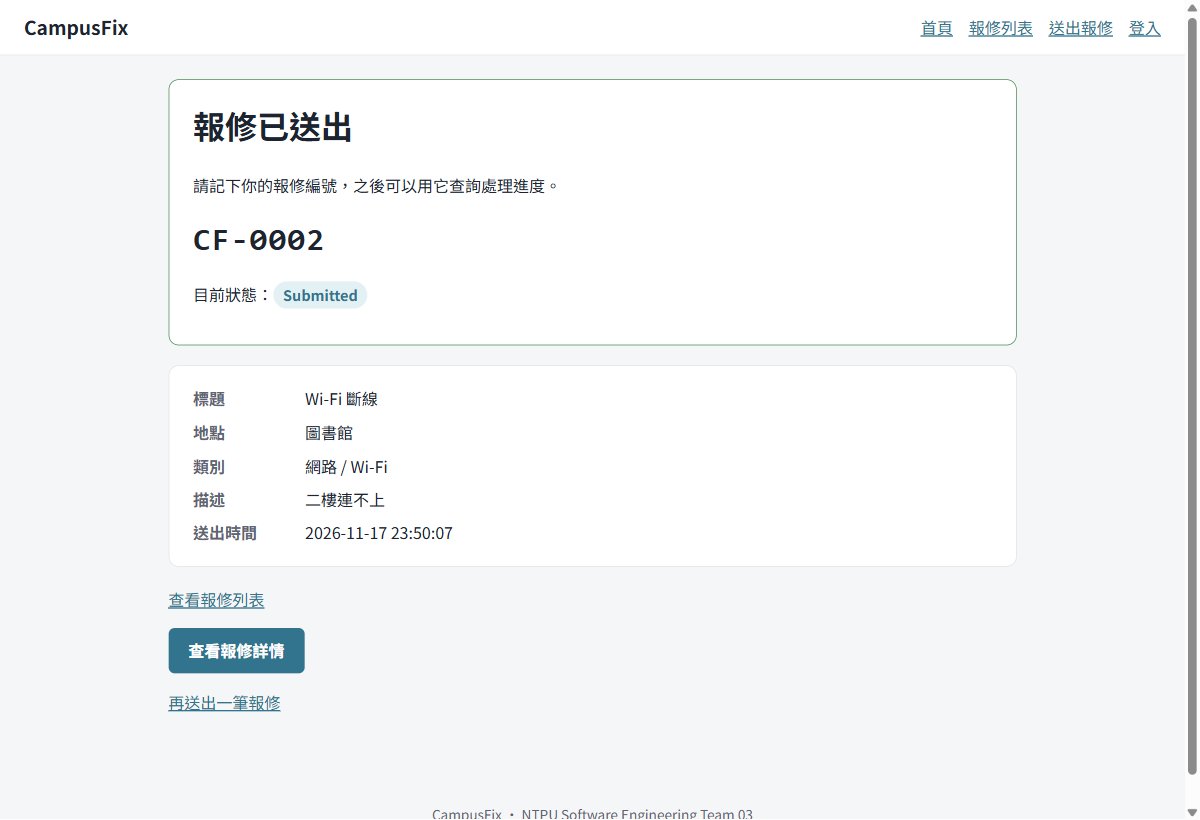 CampusFix
首頁 報修列表 送出報修 登入
報修已送出
請記下你的報修編號，之後可以用它查詢處理進度。
CF-0002
目前狀態： Submitted
標題 Wi-Fi 斷線
地點 圖書館
類別 網路 / Wi-Fi
描述 二樓連不上
送出時間 2026-11-17 23:50:07
查看報修列表
查看報修詳情
再送出一筆報修
CampusFix · NTPU Software Engineering Team 03